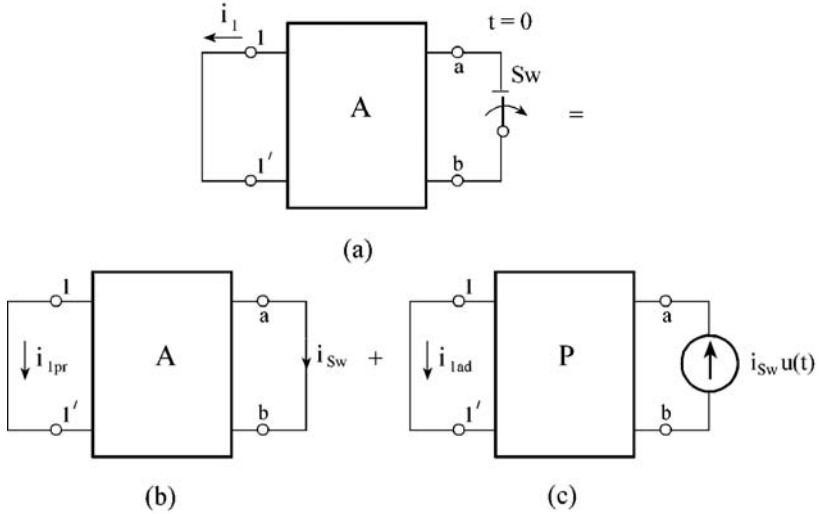 i1 1 t = 0
a Sw
A =
1′ b
(a)
1 a 1 a
i1pr A iSw + i1ad P iSw u(t)
1′ b 1′ b
(b) (c)